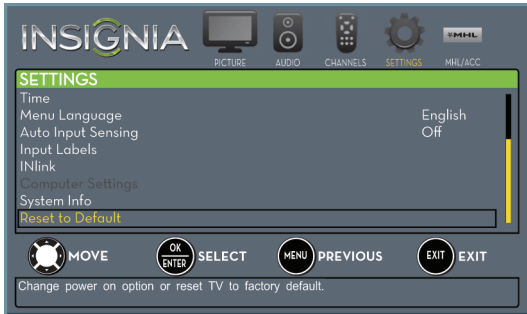 INSIGNIA
PICTURE AUDIO CHANNELS SETTINGS MHL/ACC
MHL
SETTINGS
Time
Menu Language English
Auto Input Sensing Off
Input Labels
INlink
Computer Settings
System Info
Reset to Default
MOVE OK ENTER SELECT MENU PREVIOUS EXIT EXIT
Change power on option or reset TV to factory default.